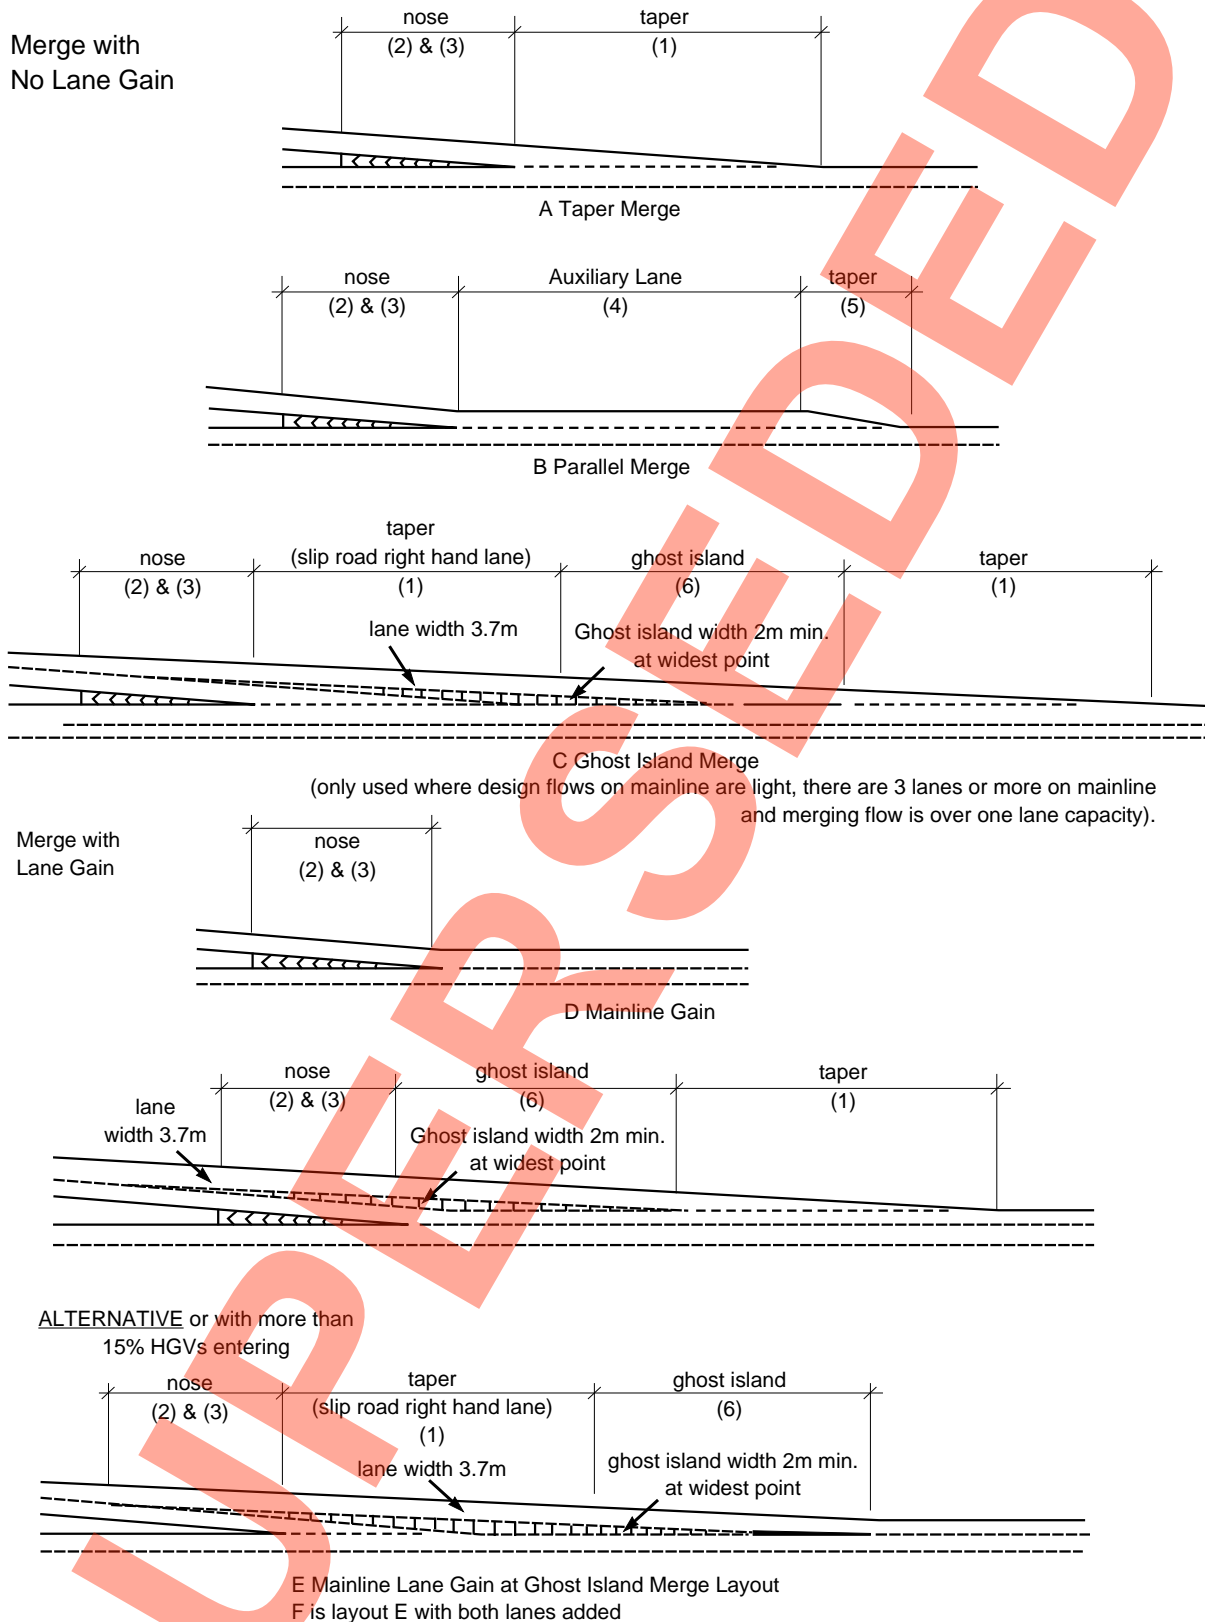 Merge with
No Lane Gain
nose
(2) & (3)
taper
(1)
A Taper Merge
nose
(2) & (3)
Auxiliary Lane
(4)
taper
(5)
B Parallel Merge
nose
(2) & (3)
taper
(slip road right hand lane)
(1)
ghost island
(6)
taper
(1)
lane width 3.7m
Ghost island width 2m min.
at widest point
C Ghost Island Merge
(only used where design flows on mainline are light, there are 3 lanes or more on mainline
and merging flow is over one lane capacity).
Merge with
Lane Gain
nose
(2) & (3)
D Mainline Gain
nose
(2) & (3)
ghost island
(6)
taper
(1)
lane
width 3.7m
Ghost island width 2m min.
at widest point
ALTERNATIVE or with more than
15% HGVs entering
nose
(2) & (3)
taper
(slip road right hand lane)
(1)
ghost island
(6)
lane width 3.7m
ghost island width 2m min.
at widest point
E Mainline Lane Gain at Ghost Island Merge Layout
F is layout E with both lanes added
UPERSEDED